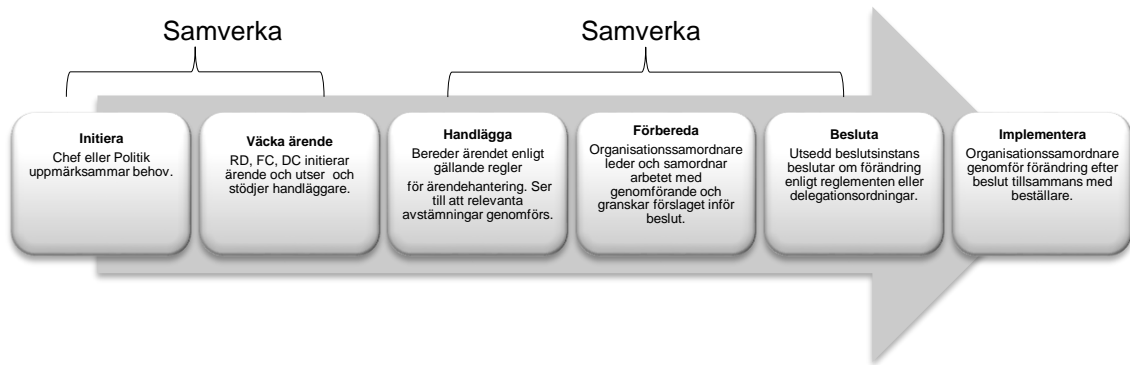 Samverka
Samverka
Initiera
Chef eller Politik
uppmärksammar behov.
Väcka ärende
RD, FC, DC initierar
ärende och utser och
stödjer handläggare.
Handlägga
Bereder ärendet enligt
gällande regler
för ärendehantering. Ser
till att relevanta
avstämningar genomförs.
Förbereda
Organisationssamordnare
leder och samordnar
arbetet med
genomförande och
granskar förslaget inför
beslut.
Besluta
Utsedd beslutsinstans
beslutar om förändring
enligt reglementen eller
delegationsordningar.
Implementera
Organisationssamordnare
genomför förändring efter
beslut tillsammans med
beställare.